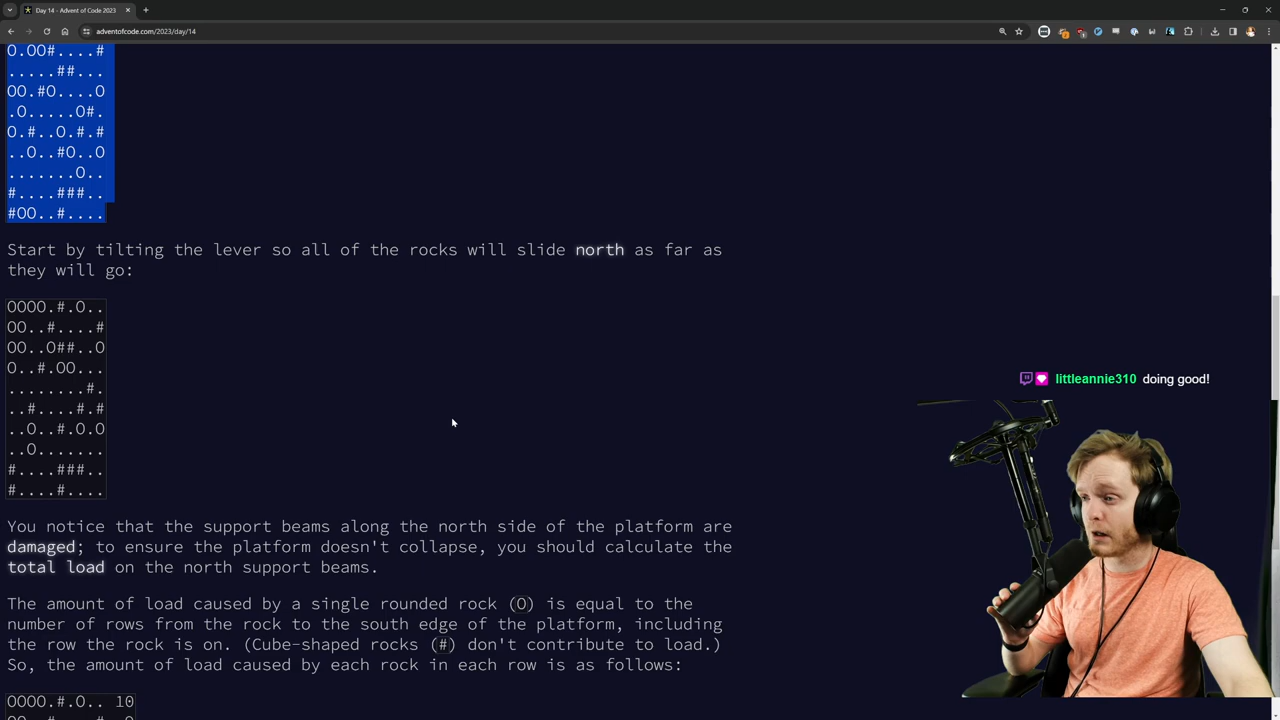 Day 14 - Advent of Code 2023
adventofcode.com/2023/day/14
O.OO#....#
.....##...
OO.#O....O
.O.....O#.
O.#..O.#.#
..O..#O..O
.......O..
#....###..
#OO..#....
Start by tilting the lever so all of the rocks will slide north as far as
they will go:
OOOO.#.O..
OO..#....#
OO..O##..O
O..#.OO...
........#.
..#....#.#
..O..#.O.O
..O.......
#....###..
#....#....
littleannie310 doing good!
You notice that the support beams along the north side of the platform are
damaged; to ensure the platform doesn't collapse, you should calculate the
total load on the north support beams.
The amount of load caused by a single rounded rock (O) is equal to the
number of rows from the rock to the south edge of the platform, including
the row the rock is on. (Cube-shaped rocks (#) don't contribute to load.)
So, the amount of load caused by each rock in each row is as follows:
OOOO.#.O.. 10